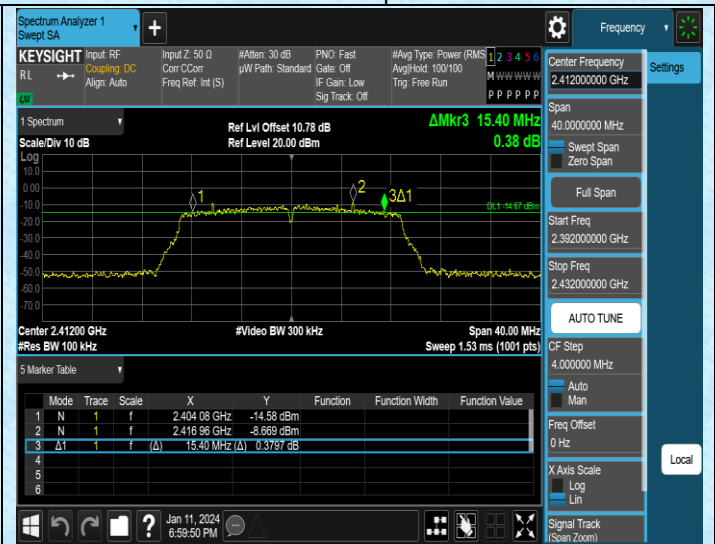 Spectrum Analyzer 1
Swept SA
+
Frequency
KEYSIGHT
RL
LXI
Input: RF
Coupling: DC
Align: Auto
Input Z: 50 Ω
Corr CCorr
Freq Ref: Int (S)
#Atten: 30 dB
µW Path: Standard
PNO: Fast
Gate: Off
IF Gain: Low
Sig Track: Off
#Avg Type: Power (RMS
Avg|Hold: 100/100
Trig: Free Run
1 2 3 4 5 6
M W W W W W
P P P P P P
1 Spectrum
Scale/Div 10 dB
Ref Lvl Offset 10.78 dB
Ref Level 20.00 dBm
ΔMkr3 15.40 MHz
0.38 dB
Log
10.0
0.00
-10.0
-20.0
-30.0
-40.0
-50.0
-60.0
-70.0
1
2
3Δ1
DL1 -14.67 dBm
Center 2.41200 GHz
#Res BW 100 kHz
#Video BW 300 kHz
Span 40.00 MHz
Sweep 1.53 ms (1001 pts)
5 Marker Table
Mode Trace Scale X Y Function Function Width Function Value
1 N 1 f 2.404 08 GHz -14.58 dBm
2 N 1 f 2.416 96 GHz -8.669 dBm
3 Δ1 1 f (Δ) 15.40 MHz (Δ) 0.3797 dB
4
5
6
Jan 11, 2024
6:59:50 PM
?
Center Frequency
2.412000000 GHz
Settings
Span
40.0000000 MHz
Swept Span
Zero Span
Full Span
Start Freq
2.392000000 GHz
Stop Freq
2.432000000 GHz
AUTO TUNE
CF Step
4.000000 MHz
Auto
Man
Freq Offset
0 Hz
Local
X Axis Scale
Log
Lin
Signal Track
(Span Zoom)